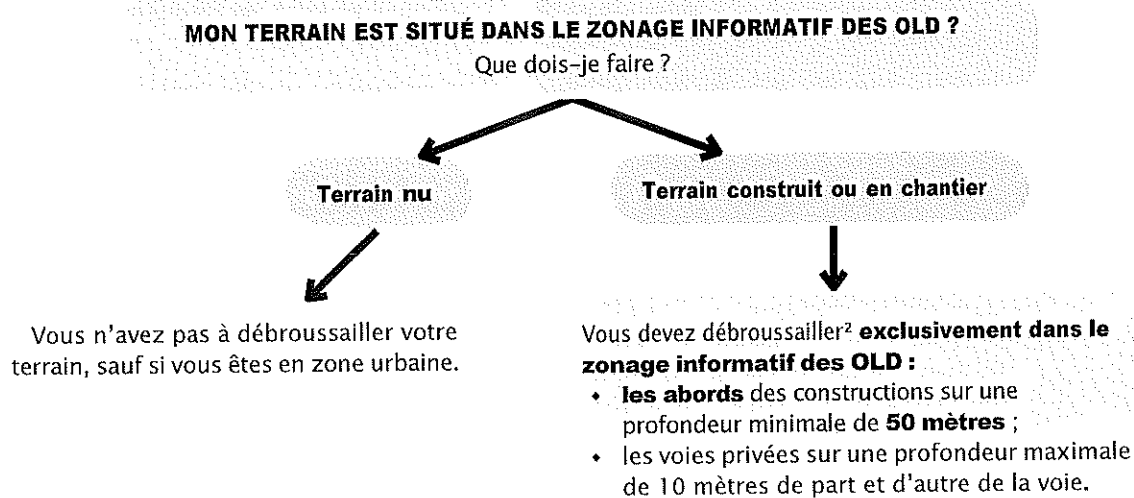 MON TERRAIN EST SITUÉ DANS LE ZONAGE INFORMATIF DES OLD ?
Que dois-je faire ?
Terrain nu
Terrain construit ou en chantier
Vous n'avez pas à débroussailler votre
terrain, sauf si vous êtes en zone urbaine.
Vous devez débroussailler² exclusivement dans le
zonage informatif des OLD :
• les abords des constructions sur une
profondeur minimale de 50 mètres ;
• les voies privées sur une profondeur maximale
de 10 mètres de part et d'autre de la voie.